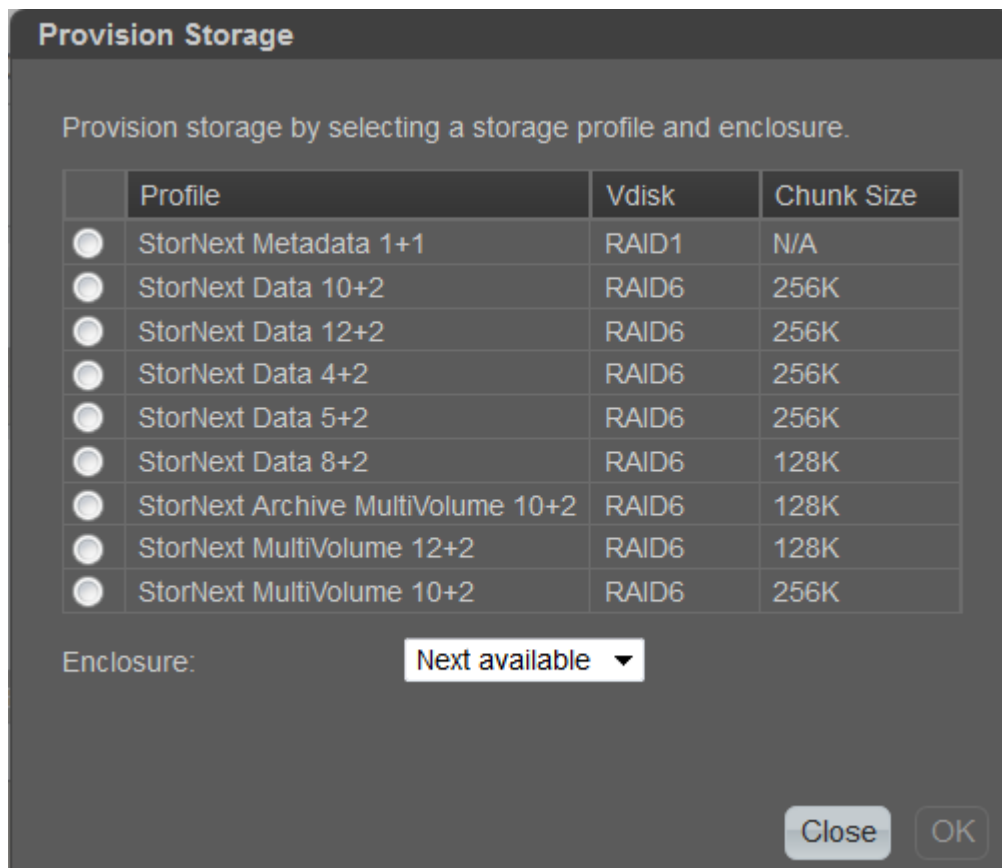 Provision Storage
Provision storage by selecting a storage profile and enclosure.
Profile Vdisk Chunk Size
StorNext Metadata 1+1 RAID1 N/A
StorNext Data 10+2 RAID6 256K
StorNext Data 12+2 RAID6 256K
StorNext Data 4+2 RAID6 256K
StorNext Data 5+2 RAID6 256K
StorNext Data 8+2 RAID6 128K
StorNext Archive MultiVolume 10+2 RAID6 128K
StorNext MultiVolume 12+2 RAID6 128K
StorNext MultiVolume 10+2 RAID6 256K
Enclosure: Next available
Close OK